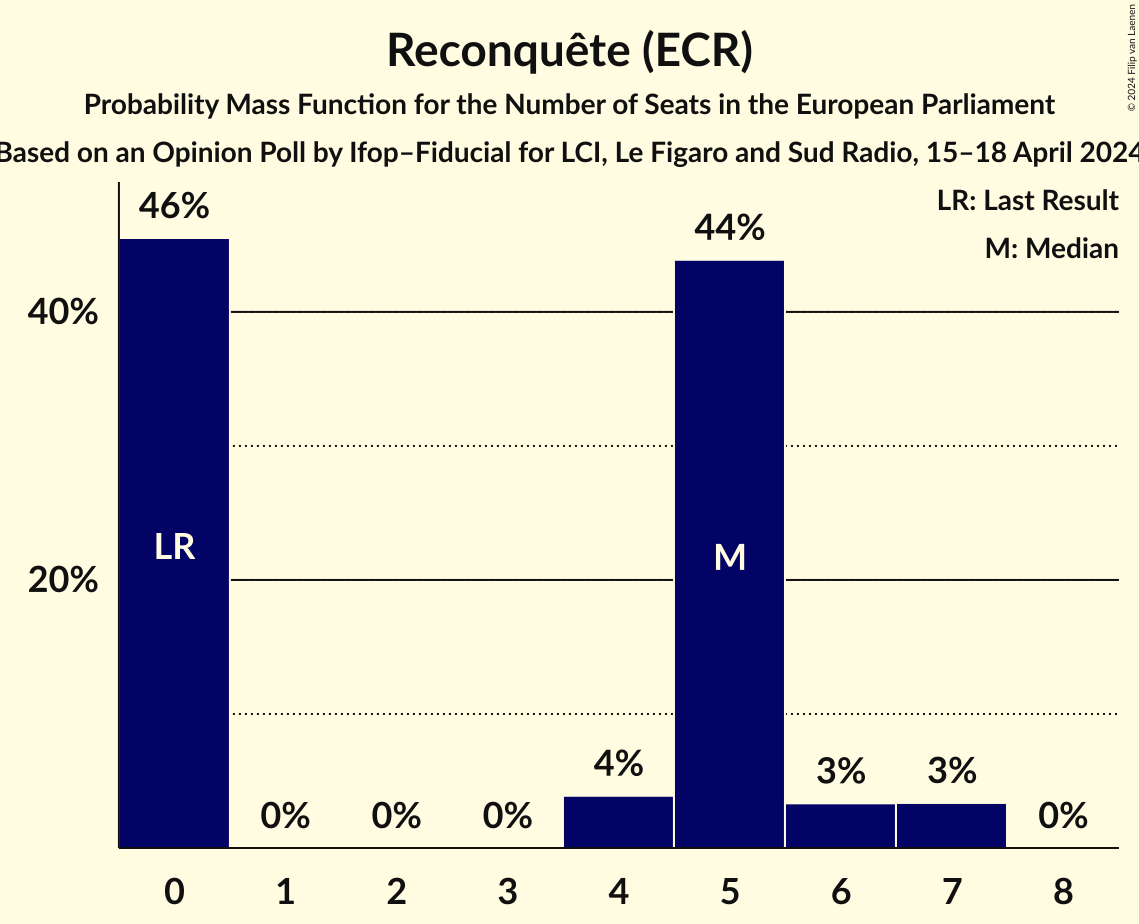 Reconquête (ECR)
Probability Mass Function for the Number of Seats in the European Parliament
Based on an Opinion Poll by Ifop–Fiducial for LCI, Le Figaro and Sud Radio, 15–18 April 2024
© 2024 Filip van Laenen
LR: Last Result
M: Median
46%
44%
40%
LR
M
20%
4%
3%
3%
0%
0%
0%
0%
0 1 2 3 4 5 6 7 8